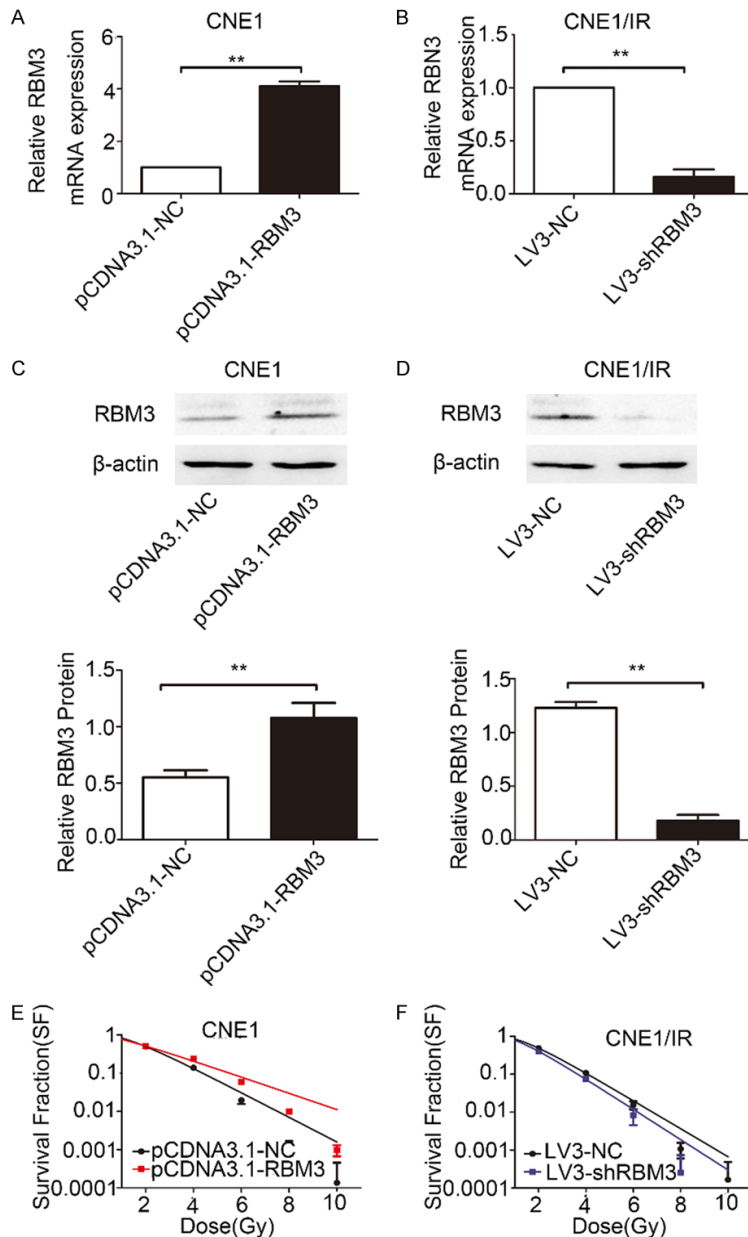 A
CNE1
Relative RBM3
mRNA expression
6
4
2
0
**
pCDNA3.1-NC
pCDNA3.1-RBM3
B
CNE1/IR
Relative RBN3
mRNA expression
1.5
1.0
0.5
0.0
**
LV3-NC
LV3-shRBM3
C
CNE1
RBM3
β-actin
pCDNA3.1-NC
pCDNA3.1-RBM3
D
CNE1/IR
RBM3
β-actin
LV3-NC
LV3-shRBM3
Relative RBM3 Protein
1.5
1.0
0.5
0.0
**
pCDNA3.1-NC
pCDNA3.1-RBM3
Relative RBM3 Protein
1.5
1.0
0.5
0.0
**
LV3-NC
LV3-shRBM3
E
CNE1
Survival Fraction(SF)
1
0.1
0.01
0.001
0.0001
pCDNA3.1-NC
pCDNA3.1-RBM3
2 4 6 8 10
Dose(Gy)
F
CNE1/IR
Survival Fraction(SF)
1
0.1
0.01
0.001
0.0001
LV3-NC
LV3-shRBM3
2 4 6 8 10
Dose(Gy)